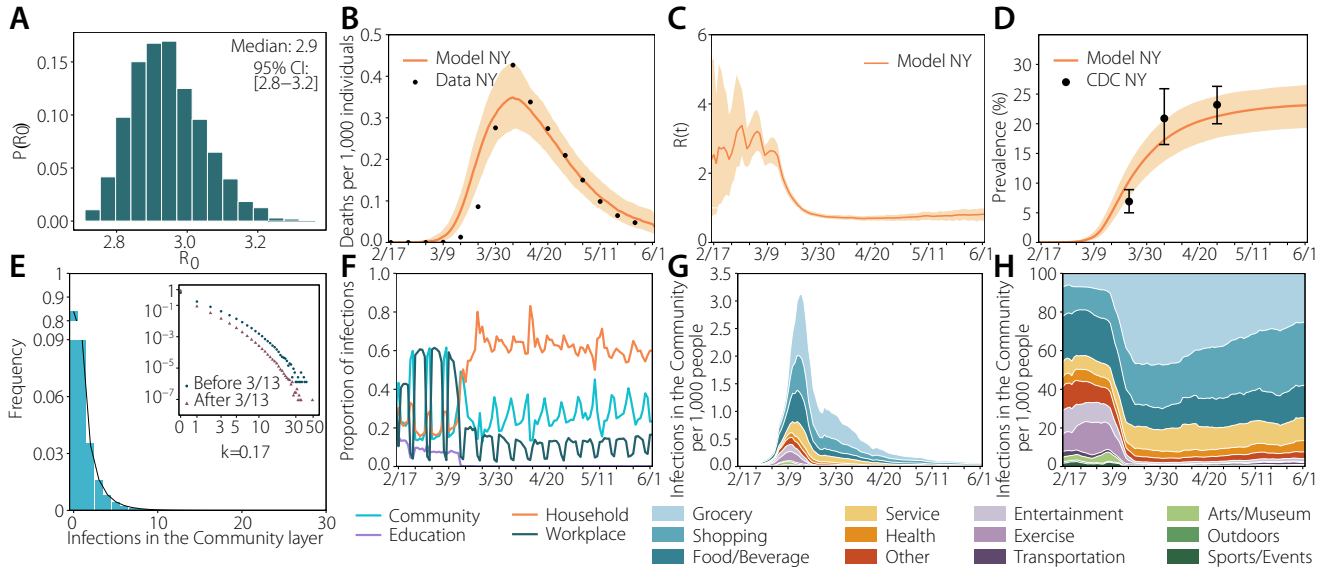 A
P(R0)
0.15
0.10
0.05
0.00
2.8
3.0
3.2
R0
Median: 2.9
95% CI:
[2.8–3.2]
B
Deaths per 1,000 individuals
0.5
0.4
0.3
0.2
0.1
0.0
2/17
3/9
3/30
4/20
5/11
6/1
Model NY
Data NY
C
R(t)
6
4
2
0
2/17
3/9
3/30
4/20
5/11
6/1
Model NY
D
Prevalence (%)
30
25
20
15
10
5
0
2/17
3/9
3/30
4/20
5/11
6/1
Model NY
CDC NY
E
Frequency
1
0.9
0.8
0.09
0.06
0.03
0
0
10
20
30
Infections in the Community layer
1
10−1
10−3
10−5
10−7
0
1
3
5
10
30
50
Before 3/13
After 3/13
k=0.17
F
Proportion of infections
1.0
0.8
0.6
0.4
0.2
0.0
2/17
3/9
3/30
4/20
5/11
6/1
Community
Education
Household
Workplace
G
Infections in the Community
per 1,000 people
3.5
3.0
2.5
2.0
1.5
1.0
0.5
0.0
2/17
3/9
3/30
4/20
5/11
6/1
H
Infections in the Community
per 1,000 people
100
80
60
40
20
0
2/17
3/9
3/30
4/20
5/11
6/1
Grocery
Shopping
Food/Beverage
Service
Health
Other
Entertainment
Exercise
Transportation
Arts/Museum
Outdoors
Sports/Events